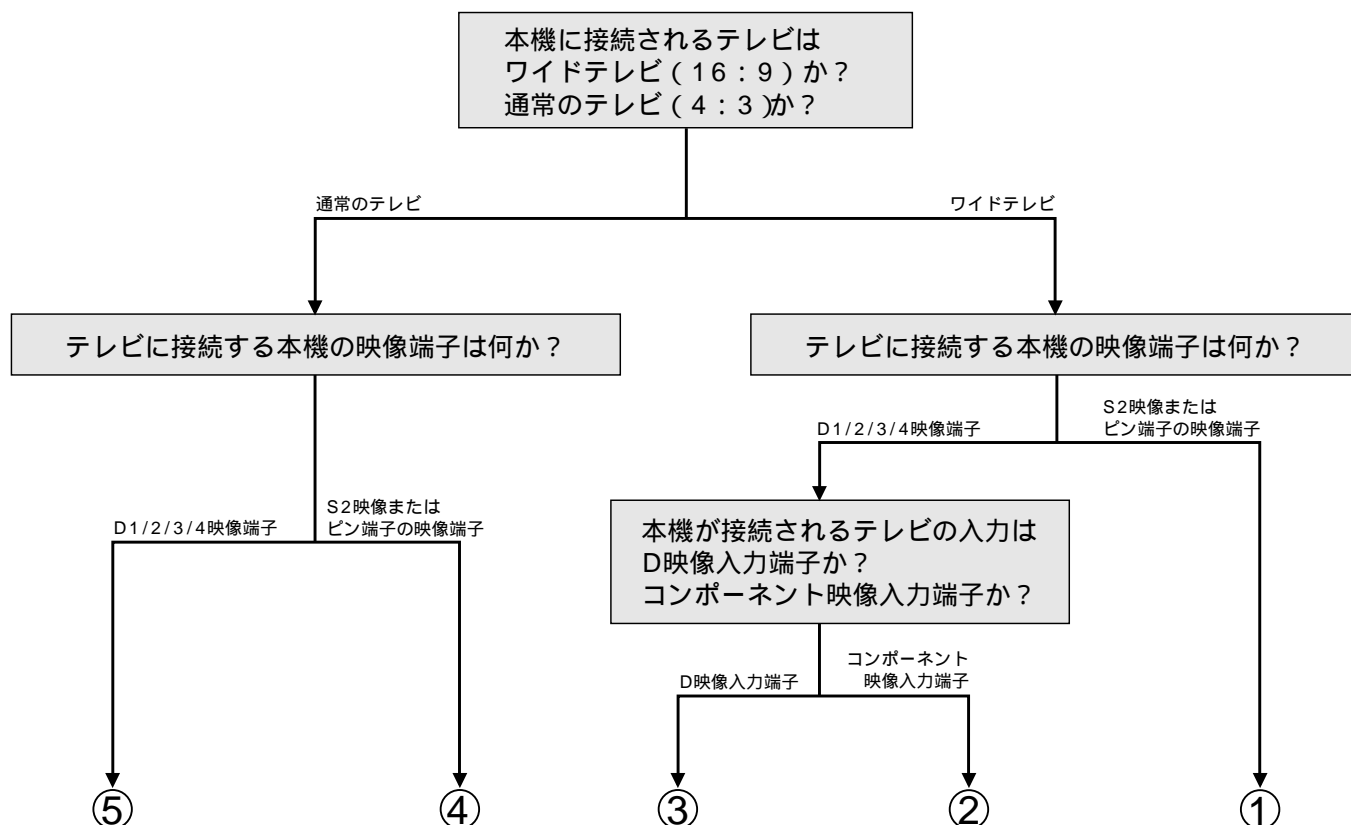 本機に接続されるテレビは
ワイドテレビ(16:9)か?
通常のテレビ(4:3)か?
通常のテレビ
ワイドテレビ
テレビに接続する本機の映像端子は何か?
テレビに接続する本機の映像端子は何か?
S2映像または
ピン端子の映像端子
D1/2/3/4映像端子
S2映像または
ピン端子の映像端子
D1/2/3/4映像端子
本機が接続されるテレビの入力は
D映像入力端子か?
コンポーネント映像入力端子か?
コンポーネント
映像入力端子
D映像入力端子
⑤
④
③
②
①